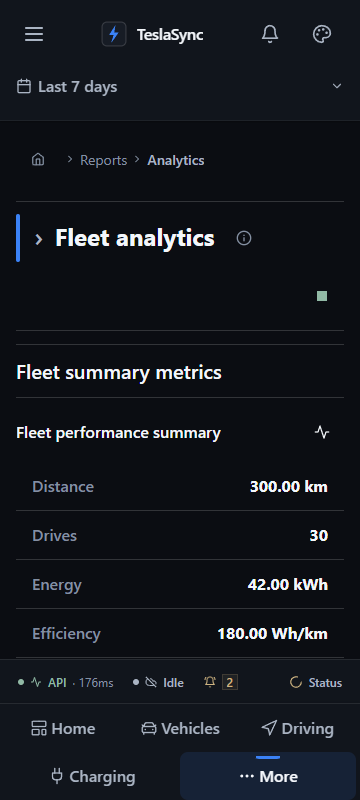 TeslaSync
Last 7 days
Reports Analytics
Fleet analytics
Fleet summary metrics
Fleet performance summary
Distance 300.00 km
Drives 30
Energy 42.00 kWh
Efficiency 180.00 Wh/km
API · 176ms Idle 2 Status
Home Vehicles Driving
Charging More